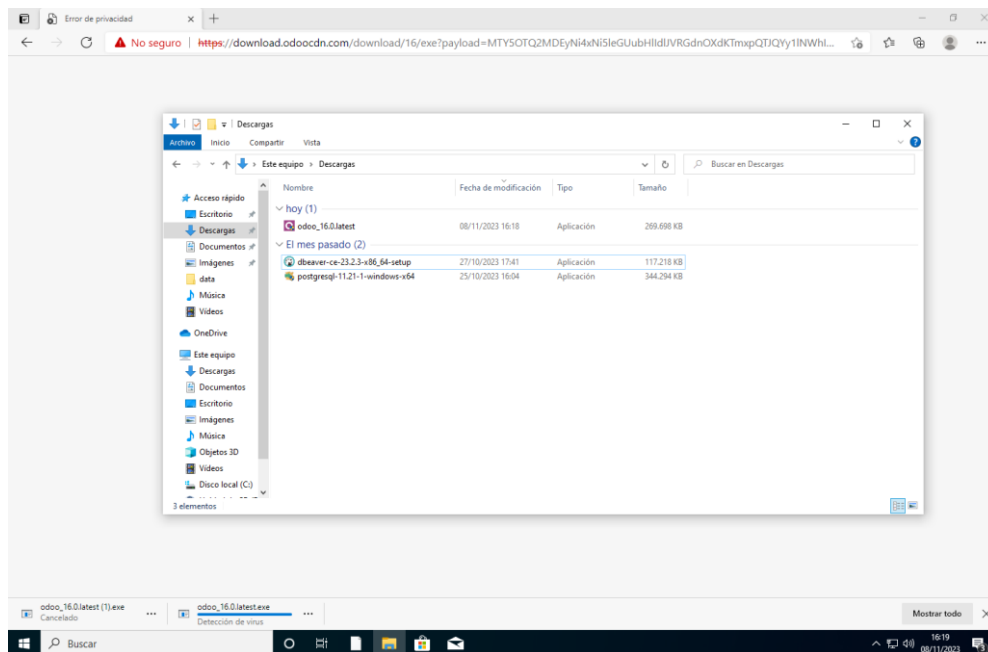 Error de privacidad
No seguro | https://download.odoocdn.com/download/16/exe?payload=
Descargas
Archivo Inicio Compartir Vista
Este equipo > Descargas
Buscar en Descargas
Nombre Fecha de modificación Tipo Tamaño
Acceso rápido
Escritorio
Descargas
Documentos
Imágenes
data
Música
Vídeos
OneDrive
Este equipo
Descargas
Documentos
Escritorio
Imágenes
Música
Objetos 3D
Vídeos
Disco local (C:)
hoy (1)
odoo_16.0.latest 08/11/2023 16:18 Aplicación 269.698 KB
El mes pasado (2)
dbeaver-ce-23.2.3-x86_64-setup 27/10/2023 17:41 Aplicación 117.218 KB
postgresql-11.21-1-windows-x64 25/10/2023 16:04 Aplicación 344.294 KB
3 elementos
odoo_16.0.latest (1).exe
Cancelado
odoo_16.0.latest.exe
Detección de virus
Mostrar todo
Buscar
16:19
08/11/2023